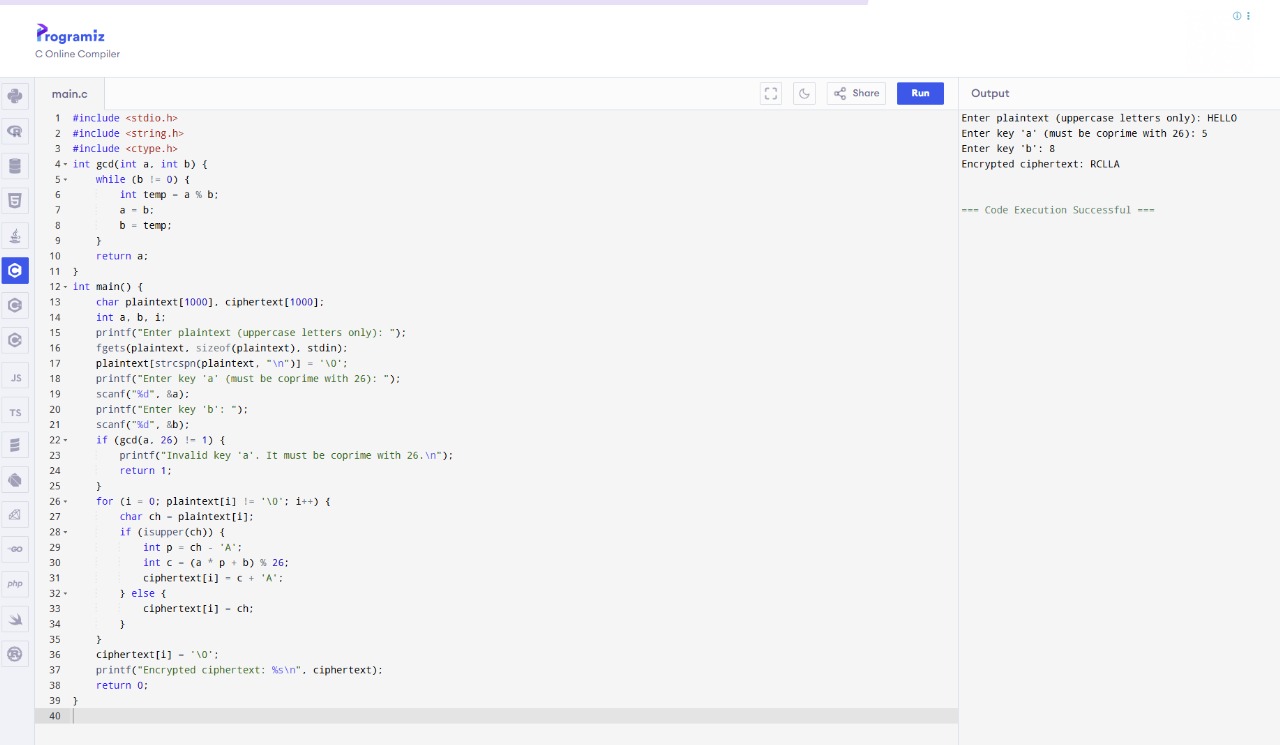 Programiz
C Online Compiler
main.c
Share
Run
Output
1 #include <stdio.h>
2 #include <string.h>
3 #include <ctype.h>
4 int gcd(int a, int b) {
5     while (b != 0) {
6         int temp = a % b;
7         a = b;
8         b = temp;
9     }
10     return a;
11 }
12 int main() {
13     char plaintext[1000], ciphertext[1000];
14     int a, b, i;
15     printf("Enter plaintext (uppercase letters only): ");
16     fgets(plaintext, sizeof(plaintext), stdin);
17     plaintext[strcspn(plaintext, "\n")] = '\0';
18     printf("Enter key 'a' (must be coprime with 26): ");
19     scanf("%d", &a);
20     printf("Enter key 'b': ");
21     scanf("%d", &b);
22     if (gcd(a, 26) != 1) {
23         printf("Invalid key 'a'. It must be coprime with 26.\n");
24         return 1;
25     }
26     for (i = 0; plaintext[i] != '\0'; i++) {
27         char ch = plaintext[i];
28         if (isupper(ch)) {
29             int p = ch - 'A';
30             int c = (a * p + b) % 26;
31             ciphertext[i] = c + 'A';
32         } else {
33             ciphertext[i] = ch;
34         }
35     }
36     ciphertext[i] = '\0';
37     printf("Encrypted ciphertext: %s\n", ciphertext);
38     return 0;
39 }
40
Enter plaintext (uppercase letters only): HELLO
Enter key 'a' (must be coprime with 26): 5
Enter key 'b': 8
Encrypted ciphertext: RCLLA
=== Code Execution Successful ===
JS
TS
GO
php